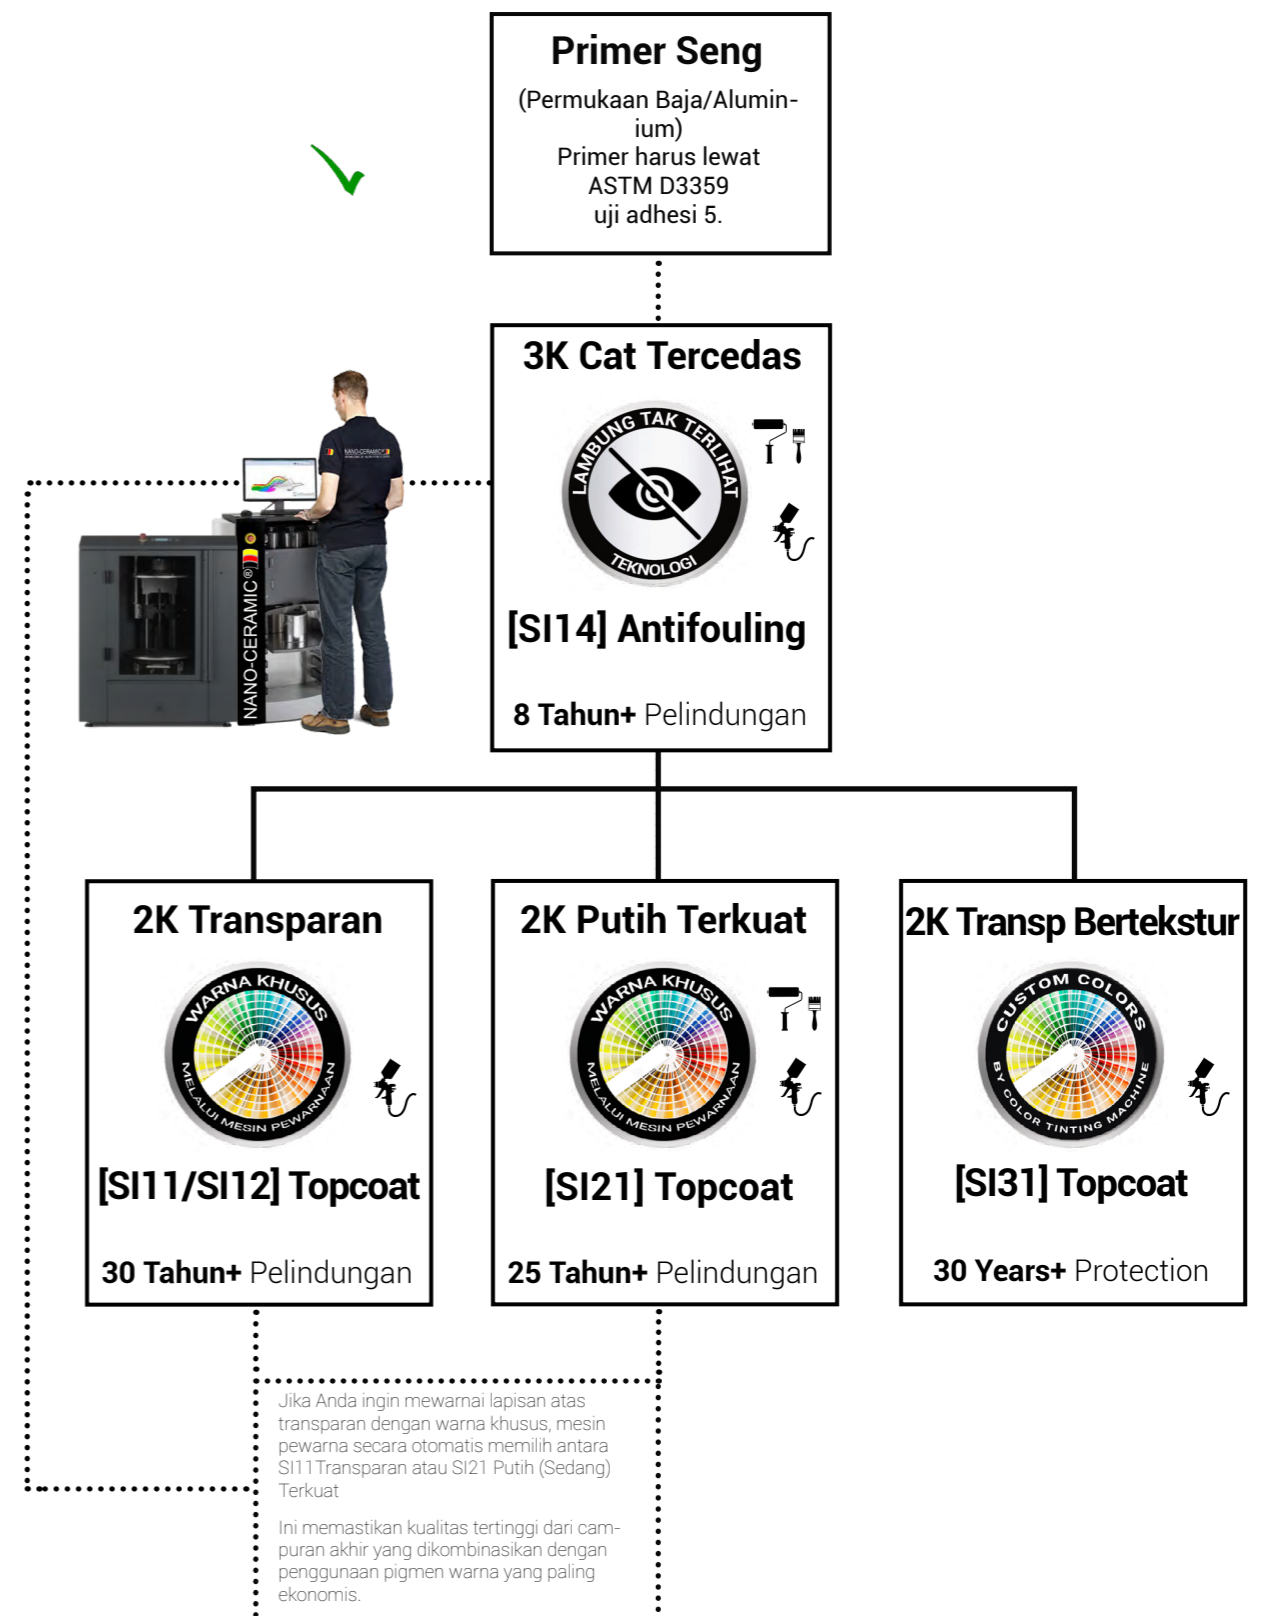 Primer Seng
(Permukaan Baja/Alumin-
ium)
Primer harus lewat
ASTM D3359
uji adhesi 5.
3K Cat Tercedas
LAMBUNG TAK TERLIHAT
TEKNOLOGI
[SI14] Antifouling
8 Tahun+ Pelindungan
NANO-CERAMIC®
NANO-CERAMIC®
2K Transparan
WARNA KHUSUS
MELALUI MESIN PEWARNAAN
[SI11/SI12] Topcoat
30 Tahun+ Pelindungan
2K Putih Terkuat
WARNA KHUSUS
MELALUI MESIN PEWARNAAN
[SI21] Topcoat
25 Tahun+ Pelindungan
2K Transp Bertekstur
CUSTOM COLORS
BY COLOR TINTING MACHINE
[SI31] Topcoat
30 Years+ Protection
Jika Anda ingin mewarnai lapisan atas
transparan dengan warna khusus, mesin
pewarna secara otomatis memilih antara
SI11Transparan atau SI21 Putih (Sedang)
Terkuat
Ini memastikan kualitas tertinggi dari cam-
puran akhir yang dikombinasikan dengan
penggunaan pigmen warna yang paling
ekonomis.